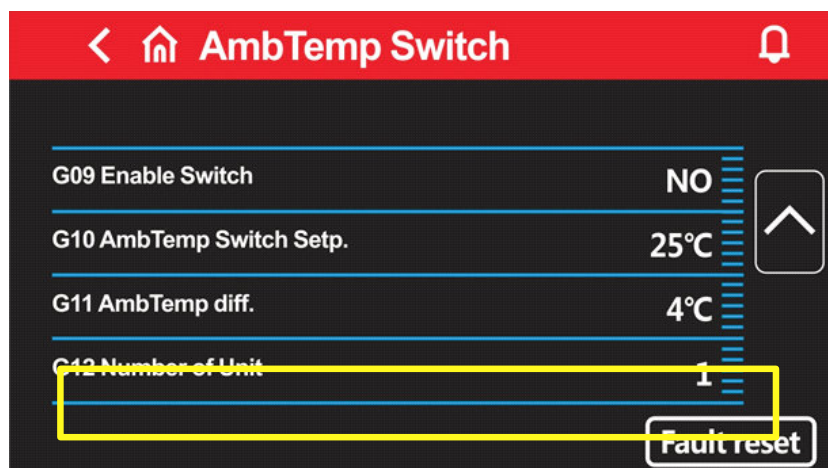 AmbTemp Switch
G09 Enable Switch NO
G10 AmbTemp Switch Setp. 25℃
G11 AmbTemp diff. 4℃
G12 Number of Unit 1
Fault reset